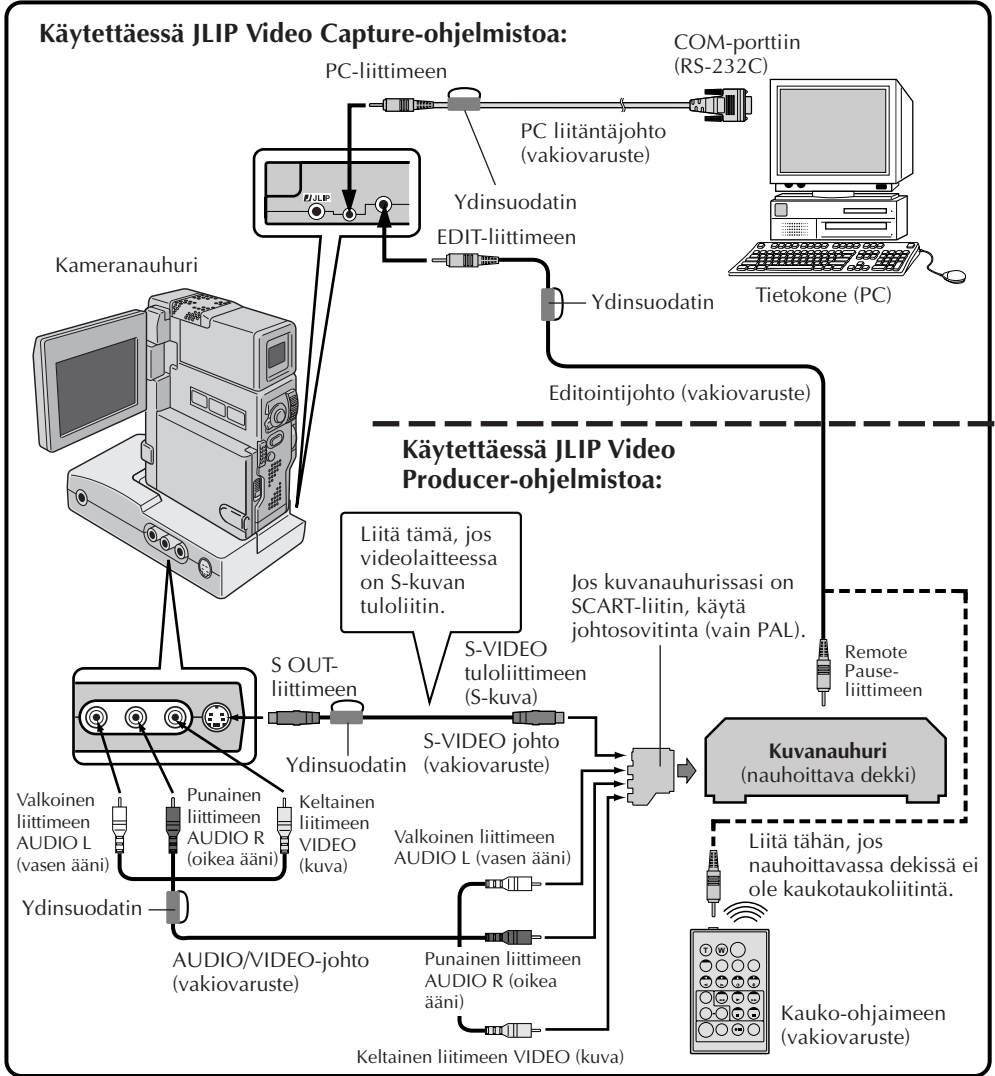 Käytettäessä JLIP Video Capture-ohjelmistoa:
PC-liittimeen
COM-porttiin
(RS-232C)
PC liitäntäjohto
(vakiovaruste)
Ydinsuodatin
JLIP
EDIT-liittimeen
Kameranauhuri
Ydinsuodatin
Tietokone (PC)
Editointijohto (vakiovaruste)
Käytettäessä JLIP Video
Producer-ohjelmistoa:
Liitä tämä, jos
videolaitteessa
on S-kuvan
tuloliitin.
Jos kuvanauhurissasi on
SCART-liitin, käytä
johtosovitinta (vain PAL).
S OUT-
liittimeen
S-VIDEO
tuloliittimeen
(S-kuva)
Remote
Pause-
liittimeen
Ydinsuodatin
S-VIDEO johto
(vakiovaruste)
Kuvanauhuri
(nauhoittava dekki)
Valkoinen
liittimeen
AUDIO L
(vasen ääni)
Punainen
liittimeen
AUDIO R
(oikea ääni)
Keltainen
liitimeen
VIDEO
(kuva)
Valkoinen liittimeen
AUDIO L (vasen ääni)
Liitä tähän, jos
nauhoittavassa dekissä ei
ole kaukotaukoliitintä.
Ydinsuodatin
AUDIO/VIDEO-johto
(vakiovaruste)
Punainen liittimeen
AUDIO R (oikea
ääni)
T W
Kauko-ohjaimeen
(vakiovaruste)
Keltainen liitimeen VIDEO (kuva)